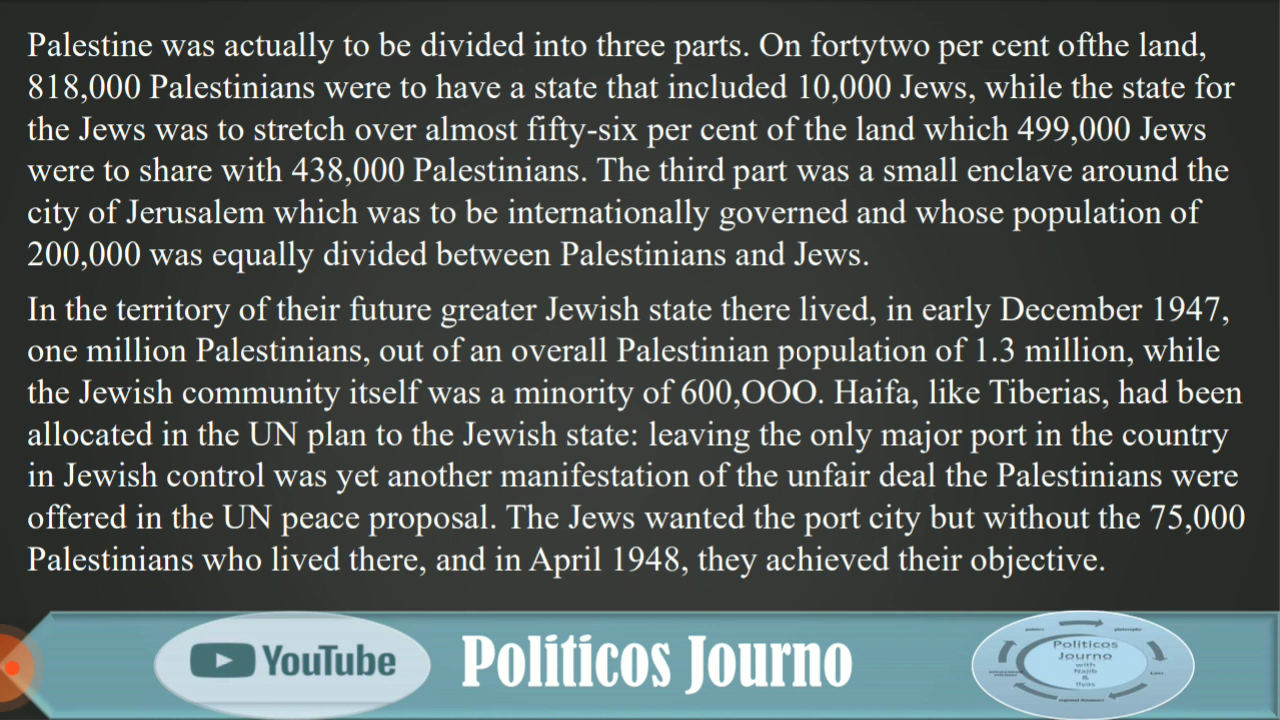 Palestine was actually to be divided into three parts. On fortytwo per cent ofthe land,
818,000 Palestinians were to have a state that included 10,000 Jews, while the state for
the Jews was to stretch over almost fifty-six per cent of the land which 499,000 Jews
were to share with 438,000 Palestinians. The third part was a small enclave around the
city of Jerusalem which was to be internationally governed and whose population of
200,000 was equally divided between Palestinians and Jews.
In the territory of their future greater Jewish state there lived, in early December 1947,
one million Palestinians, out of an overall Palestinian population of 1.3 million, while
the Jewish community itself was a minority of 600,OOO. Haifa, like Tiberias, had been
allocated in the UN plan to the Jewish state: leaving the only major port in the country
in Jewish control was yet another manifestation of the unfair deal the Palestinians were
offered in the UN peace proposal. The Jews wanted the port city but without the 75,000
Palestinians who lived there, and in April 1948, they achieved their objective.
YouTube
Politicos Journo
philosophy
Politicos
Journo
with
Najib
&
Ilyas